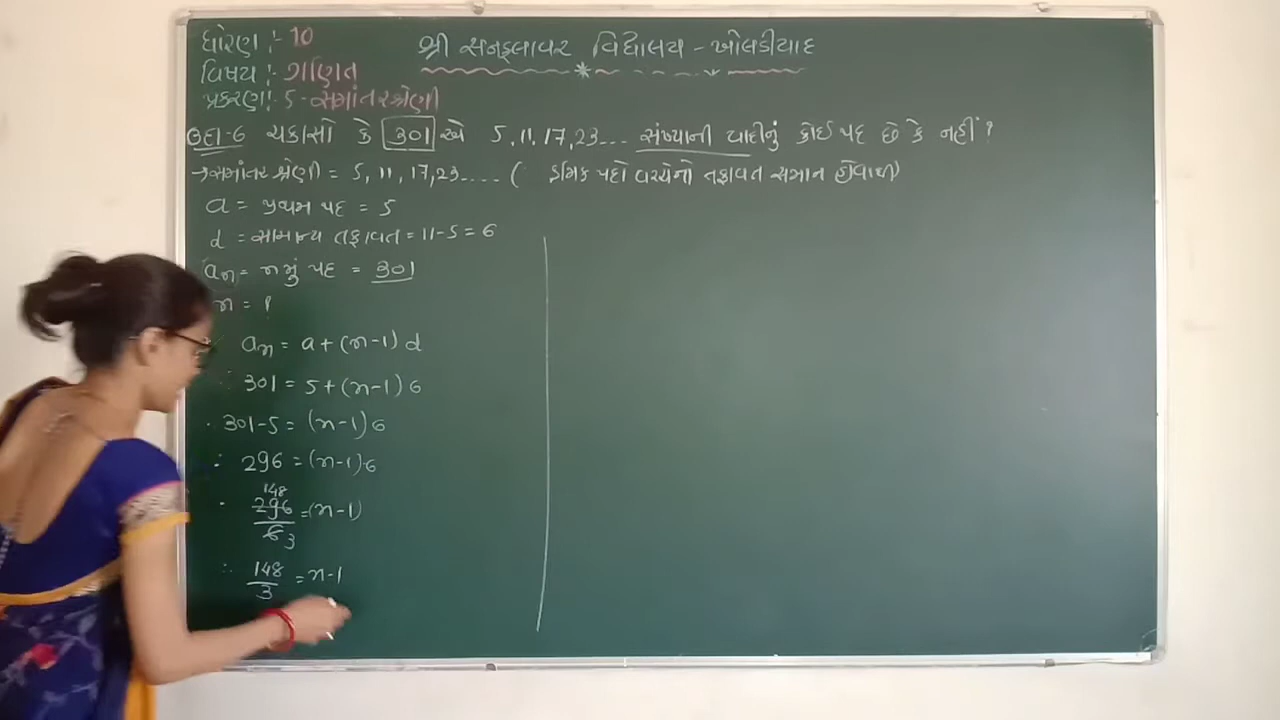 ધોરણ :- 10
શ્રી સનફ્લાવર વિદ્યાલય - ખોલડીયાદ
વિષય :- ગણિત
પ્રકરણ :- 5 - સમાંતર શ્રેણી
ઉદા-6 ચકાસો કે 301 એ 5, 11, 17, 23... સંખ્યાની યાદીનું કોઈ પદ છે કે નહીં ?
→ સમાંતર શ્રેણી = 5, 11, 17, 23.... ( ક્રમિક પદો વચ્ચેનો તફાવત સમાન હોવાથી)
a = પ્રથમ પદ = 5
d = સામાન્ય તફાવત = 11-5 = 6
an = n મું પદ = 301
n = ?
an = a + (n-1) d
∴ 301 = 5 + (n-1) 6
301-5 = (n-1) 6
∴ 296 = (n-1) 6
148
296/6 = (n-1)
3
∴ 148/3 = n-1